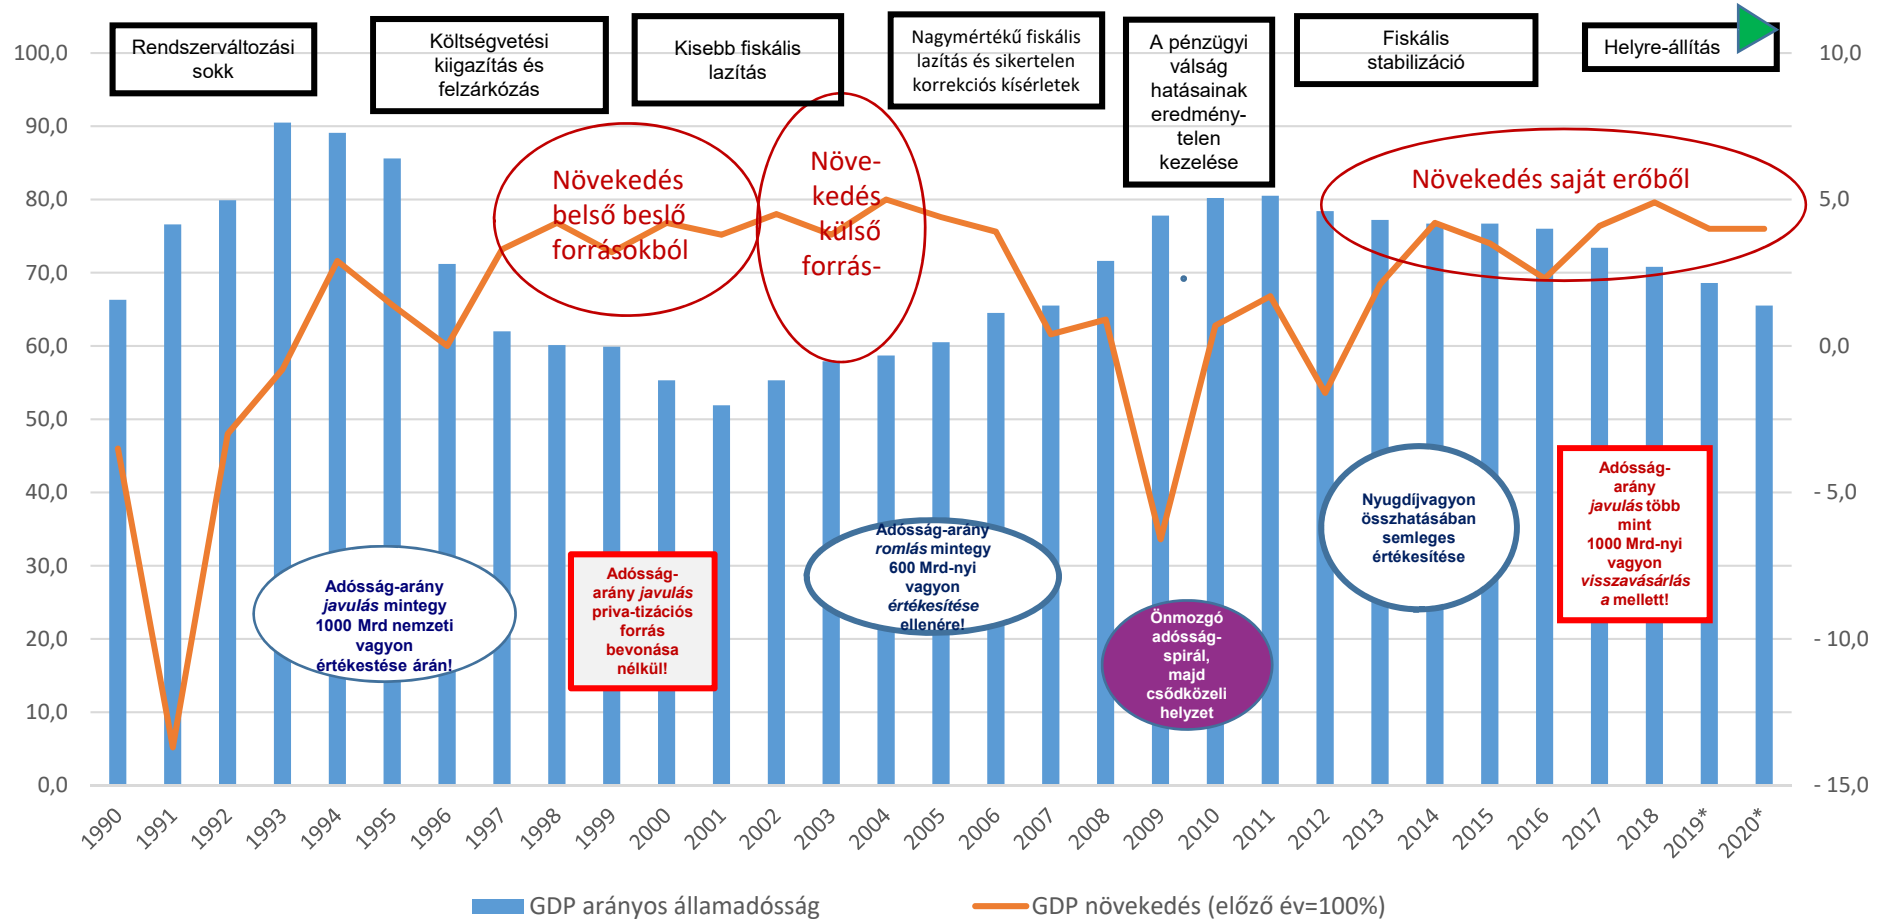 Rendszerváltozási
sokk
Költségvetési
kiigazítás és
felzárkózás
Kisebb fiskális
lazítás
Nagymértékű fiskális
lazítás és sikertelen
korrekciós kísérletek
A pénzügyi
válság
hatásainak
eredmény-
telen
kezelése
Fiskális
stabilizáció
Helyre-állítás
100,0
90,0
80,0
70,0
60,0
50,0
40,0
30,0
20,0
10,0
0,0
10,0
5,0
0,0
- 5,0
- 10,0
- 15,0
Növekedés
belső beslő
forrásokból
Növe-
kedés
külső
forrás-
Növekedés saját erőből
Adósság-arány
javulás mintegy
1000 Mrd nemzeti
vagyon
értékestése árán!
Adósság-
arány javulás
priva-tizációs
forrás
bevonása
nélkül!
Adósság-arány
romlás mintegy
600 Mrd-nyi
vagyon
értékesítése
ellenére!
Önmozgó
adósság-
spirál,
majd
csődközeli
helyzet
Nyugdíjvagyon
összhatásában
semleges
értékesítése
Adósság-
arány
javulás több
mint
1000 Mrd-nyi
vagyon
visszavásárlás
a mellett!
1990
1991
1992
1993
1994
1995
1996
1997
1998
1999
2000
2001
2002
2003
2004
2005
2006
2007
2008
2009
2010
2011
2012
2013
2014
2015
2016
2017
2018
2019*
2020*
GDP arányos államadósság
GDP növekedés (előző év=100%)